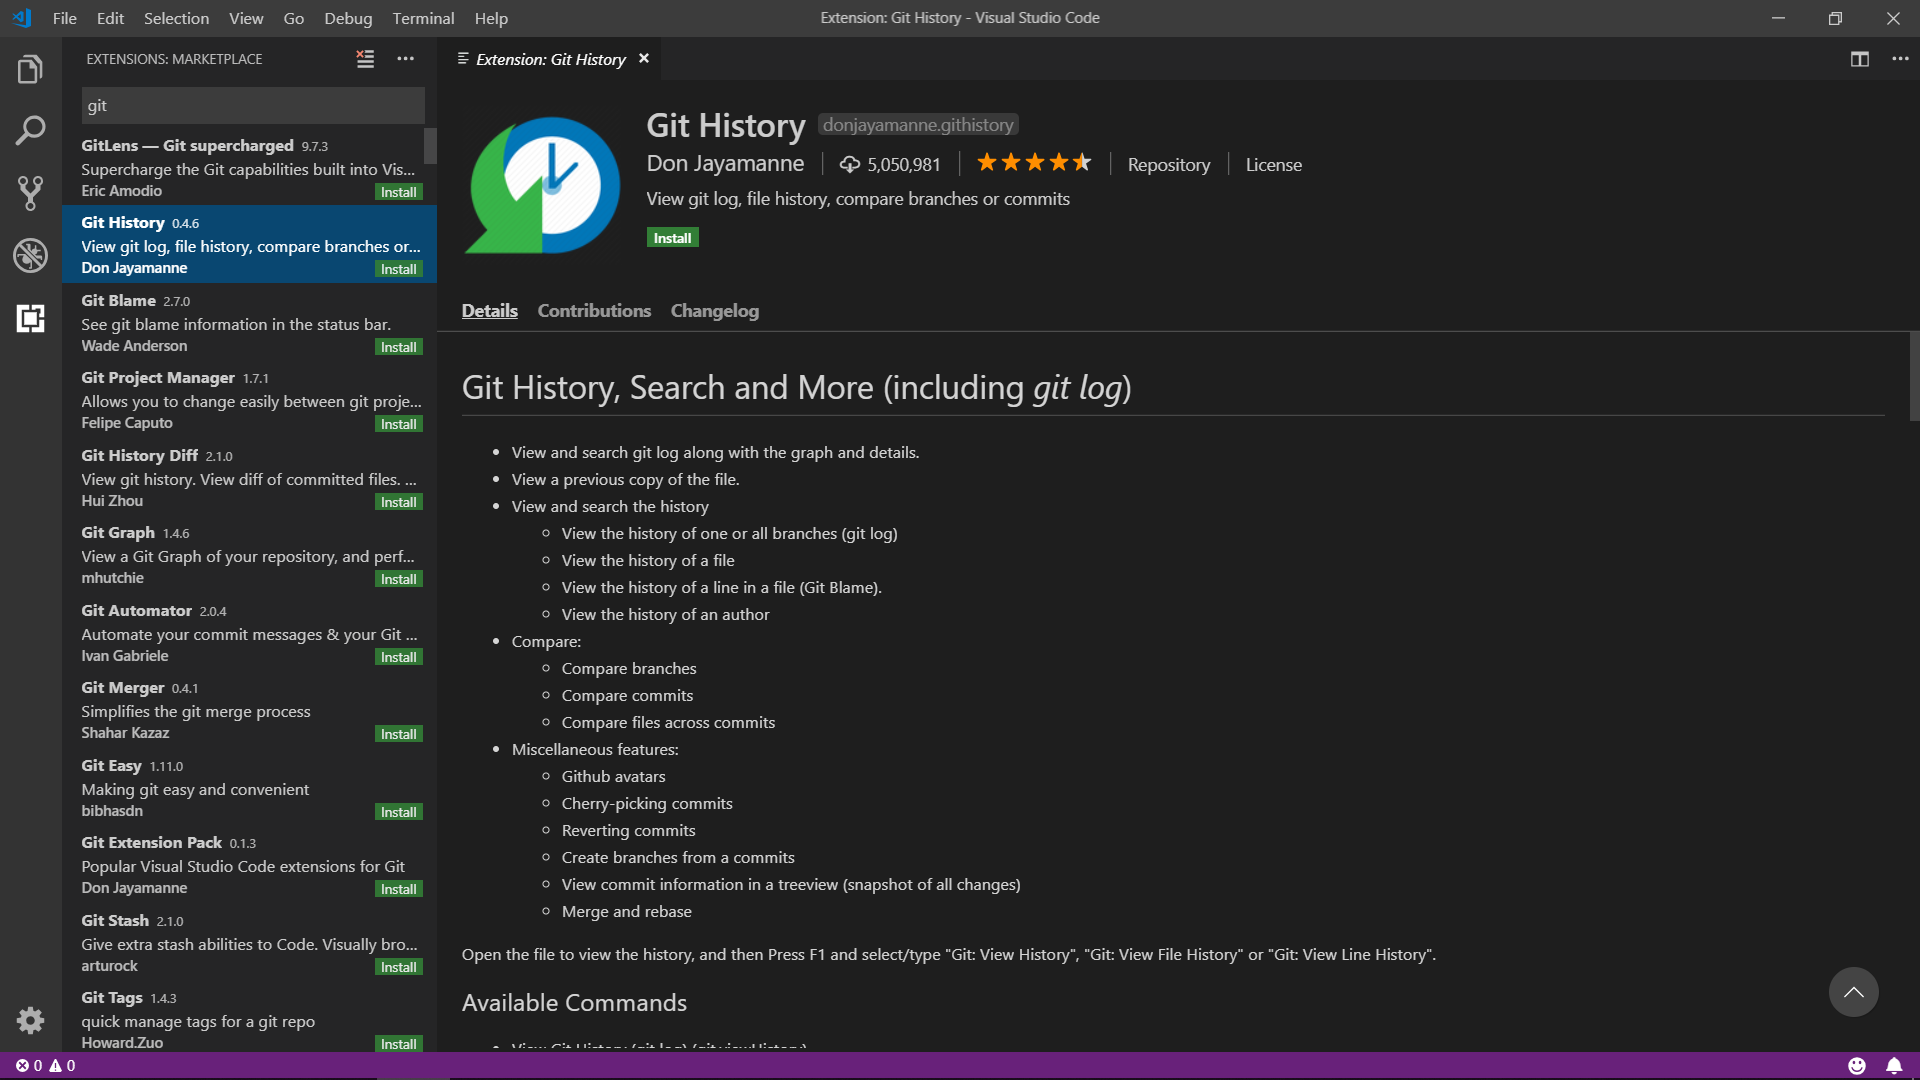 File Edit Selection View Go Debug Terminal Help
Extension: Git History - Visual Studio Code
EXTENSIONS: MARKETPLACE
git
GitLens — Git supercharged 9.7.3
Supercharge the Git capabilities built into Vis...
Eric Amodio Install
Git History 0.4.6
View git log, file history, compare branches or...
Don Jayamanne Install
Git Blame 2.7.0
See git blame information in the status bar.
Wade Anderson Install
Git Project Manager 1.7.1
Allows you to change easily between git proje...
Felipe Caputo Install
Git History Diff 2.1.0
View git history. View diff of committed files. ...
Hui Zhou Install
Git Graph 1.4.6
View a Git Graph of your repository, and perf...
mhutchie Install
Git Automator 2.0.4
Automate your commit messages & your Git ...
Ivan Gabriele Install
Git Merger 0.4.1
Simplifies the git merge process
Shahar Kazaz Install
Git Easy 1.11.0
Making git easy and convenient
bibhasdn Install
Git Extension Pack 0.1.3
Popular Visual Studio Code extensions for Git
Don Jayamanne Install
Git Stash 2.1.0
Give extra stash abilities to Code. Visually bro...
arturock Install
Git Tags 1.4.3
quick manage tags for a git repo
Howard.Zuo Install
Extension: Git History
Git History donjayamanne.githistory
Don Jayamanne 5,050,981 Repository License
View git log, file history, compare branches or commits
Install
Details Contributions Changelog
Git History, Search and More (including git log)
View and search git log along with the graph and details.
View a previous copy of the file.
View and search the history
View the history of one or all branches (git log)
View the history of a file
View the history of a line in a file (Git Blame).
View the history of an author
Compare:
Compare branches
Compare commits
Compare files across commits
Miscellaneous features:
Github avatars
Cherry-picking commits
Reverting commits
Create branches from a commits
View commit information in a treeview (snapshot of all changes)
Merge and rebase
Open the file to view the history, and then Press F1 and select/type "Git: View History", "Git: View File History" or "Git: View Line History".
Available Commands
View Git History (git log) (git.viewHistory)
0 0